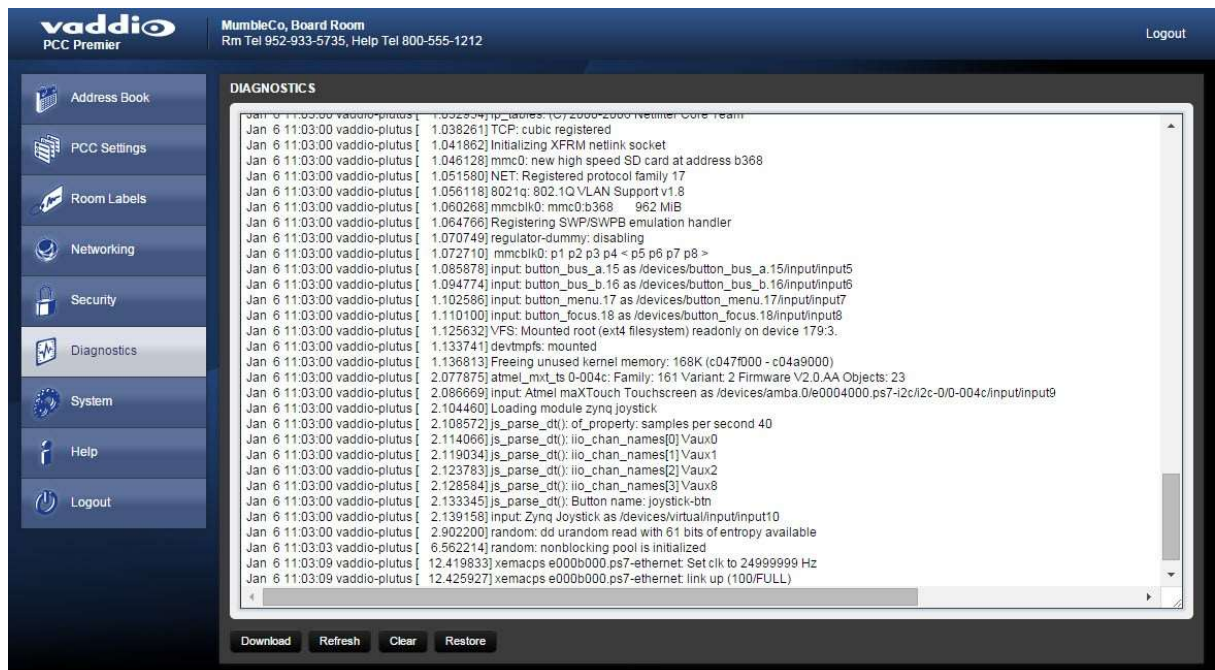 vaddio
PCC Premier
MumbleCo, Board Room
Rm Tel 952-933-5735, Help Tel 800-555-1212
Logout
Address Book
PCC Settings
Room Labels
Networking
Security
Diagnostics
System
Help
Logout
DIAGNOSTICS
Jan 6 11:03:00 vaddio-plutus [ 1.032954] ip_tables: (C) 2000-2006 Netfilter Core Team
Jan 6 11:03:00 vaddio-plutus [ 1.038261] TCP: cubic registered
Jan 6 11:03:00 vaddio-plutus [ 1.041862] Initializing XFRM netlink socket
Jan 6 11:03:00 vaddio-plutus [ 1.046128] mmc0: new high speed SD card at address b368
Jan 6 11:03:00 vaddio-plutus [ 1.051580] NET: Registered protocol family 17
Jan 6 11:03:00 vaddio-plutus [ 1.056118] 8021q: 802.1Q VLAN Support v1.8
Jan 6 11:03:00 vaddio-plutus [ 1.060268] mmcblk0: mmc0:b368 962 MiB
Jan 6 11:03:00 vaddio-plutus [ 1.064766] Registering SWP/SWPB emulation handler
Jan 6 11:03:00 vaddio-plutus [ 1.070749] regulator-dummy: disabling
Jan 6 11:03:00 vaddio-plutus [ 1.072710] mmcblk0: p1 p2 p3 p4 < p5 p6 p7 p8 >
Jan 6 11:03:00 vaddio-plutus [ 1.085878] input: button_bus_a.15 as /devices/button_bus_a.15/input/input5
Jan 6 11:03:00 vaddio-plutus [ 1.094774] input: button_bus_b.16 as /devices/button_bus_b.16/input/input6
Jan 6 11:03:00 vaddio-plutus [ 1.102586] input: button_menu.17 as /devices/button_menu.17/input/input7
Jan 6 11:03:00 vaddio-plutus [ 1.110100] input: button_focus.18 as /devices/button_focus.18/input/input8
Jan 6 11:03:00 vaddio-plutus [ 1.125632] VFS: Mounted root (ext4 filesystem) readonly on device 179:3.
Jan 6 11:03:00 vaddio-plutus [ 1.133741] devtmpfs: mounted
Jan 6 11:03:00 vaddio-plutus [ 1.136813] Freeing unused kernel memory: 168K (c047f000 - c04a9000)
Jan 6 11:03:00 vaddio-plutus [ 2.077875] atmel_mxt_ts 0-004c: Family: 161 Variant: 2 Firmware V2.0.AA Objects: 23
Jan 6 11:03:00 vaddio-plutus [ 2.086669] input: Atmel maXTouch Touchscreen as /devices/amba.0/e0004000.ps7-i2c/i2c-0/0-004c/input/input9
Jan 6 11:03:00 vaddio-plutus [ 2.104460] Loading module zynq joystick
Jan 6 11:03:00 vaddio-plutus [ 2.108572] js_parse_dt(): of_property: samples per second 40
Jan 6 11:03:00 vaddio-plutus [ 2.114066] js_parse_dt(): iio_chan_names[0] Vaux0
Jan 6 11:03:00 vaddio-plutus [ 2.119034] js_parse_dt(): iio_chan_names[1] Vaux1
Jan 6 11:03:00 vaddio-plutus [ 2.123783] js_parse_dt(): iio_chan_names[2] Vaux2
Jan 6 11:03:00 vaddio-plutus [ 2.128584] js_parse_dt(): iio_chan_names[3] Vaux8
Jan 6 11:03:00 vaddio-plutus [ 2.133345] js_parse_dt(): Button name: joystick-btn
Jan 6 11:03:00 vaddio-plutus [ 2.139158] input: Zynq Joystick as /devices/virtual/input/input10
Jan 6 11:03:00 vaddio-plutus [ 2.902200] random: dd urandom read with 61 bits of entropy available
Jan 6 11:03:03 vaddio-plutus [ 6.562214] random: nonblocking pool is initialized
Jan 6 11:03:09 vaddio-plutus [ 12.419833] xemacps e000b000.ps7-ethernet: Set clk to 24999999 Hz
Jan 6 11:03:09 vaddio-plutus [ 12.425927] xemacps e000b000.ps7-ethernet: link up (100/FULL)
Download
Refresh
Clear
Restore